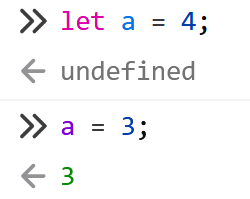 >> let a = 4;
← undefined
>> a = 3;
← 3